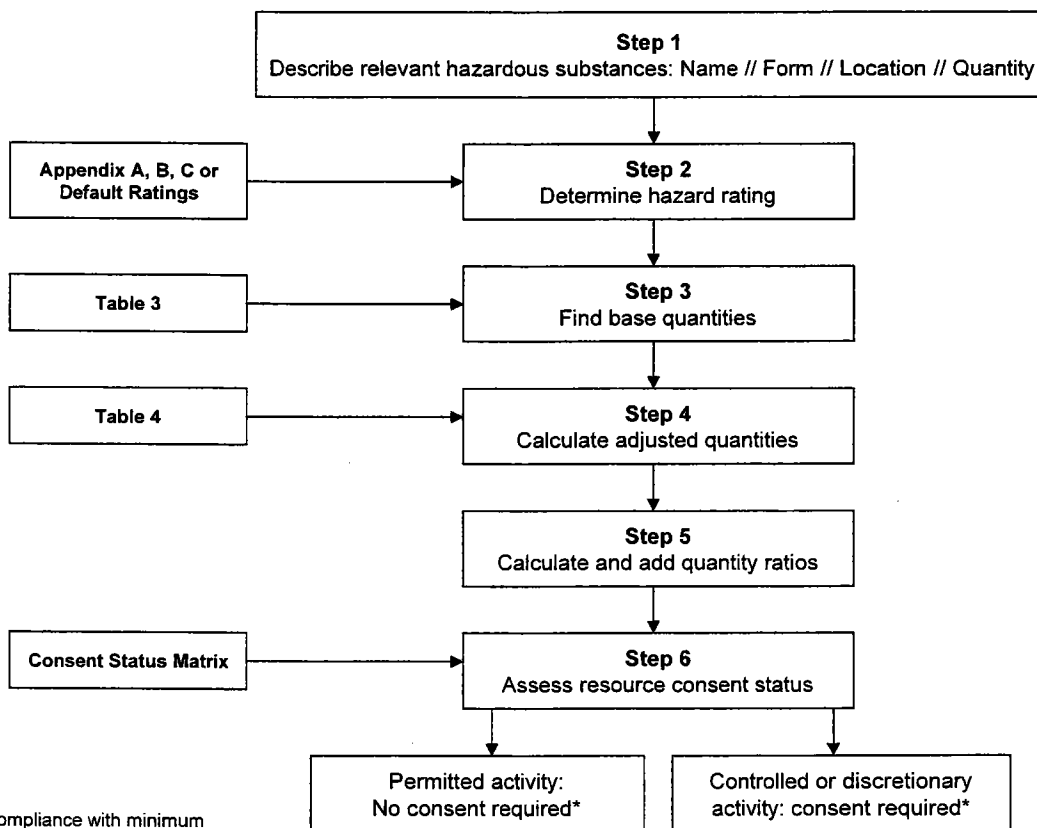 Step 1
Describe relevant hazardous substances: Name // Form // Location // Quantity
Appendix A, B, C or
Default Ratings
Step 2
Determine hazard rating
Table 3
Step 3
Find base quantities
Table 4
Step 4
Calculate adjusted quantities
Step 5
Calculate and add quantity ratios
Consent Status Matrix
Step 6
Assess resource consent status
Permitted activity:
No consent required*
Controlled or discretionary
activity: consent required*
ompliance with minimum